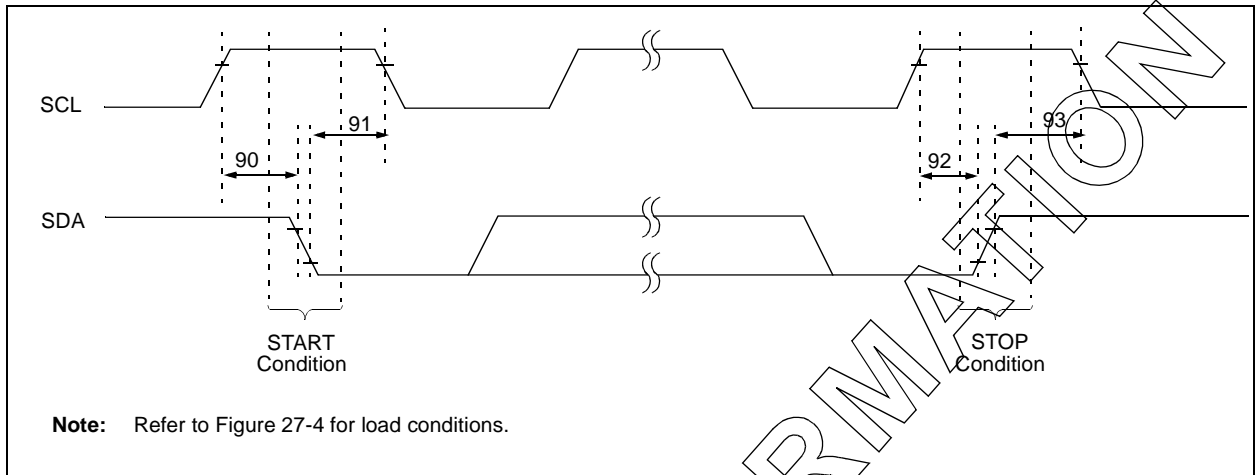 SCL
91
93
90
92
SDA
START
Condition
STOP
Condition
Note: Refer to Figure 27-4 for load conditions.
RMATION